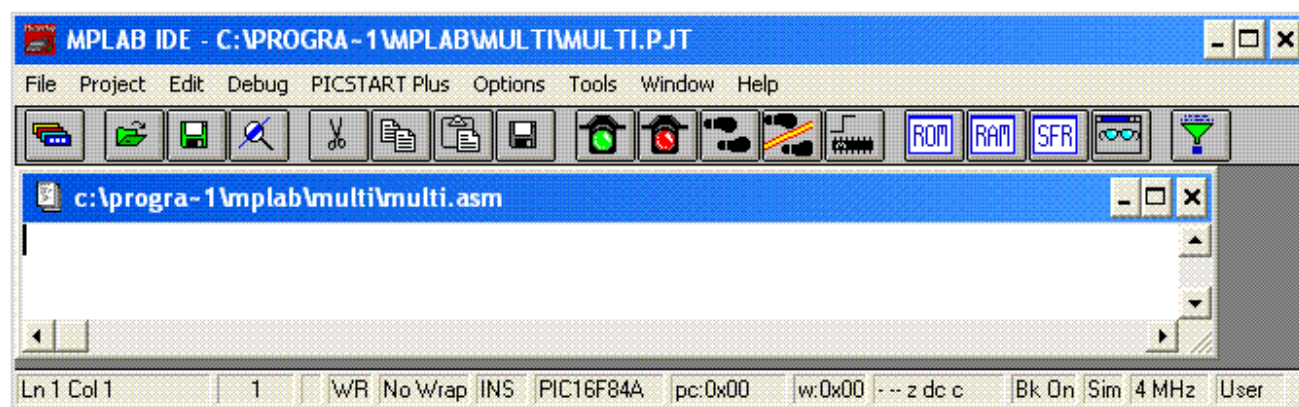 MPLAB IDE - C:\PROGRA~1\MPLAB\MULTI\MULTI.PJT
File Project Edit Debug PICSTART Plus Options Tools Window Help
ROM RAM SFR
c:\progra~1\mplab\multi\multi.asm
Ln 1 Col 1 1 WR No Wrap INS PIC16F84A pc:0x00 w:0x00 - -- z dc c Bk On Sim 4 MHz User